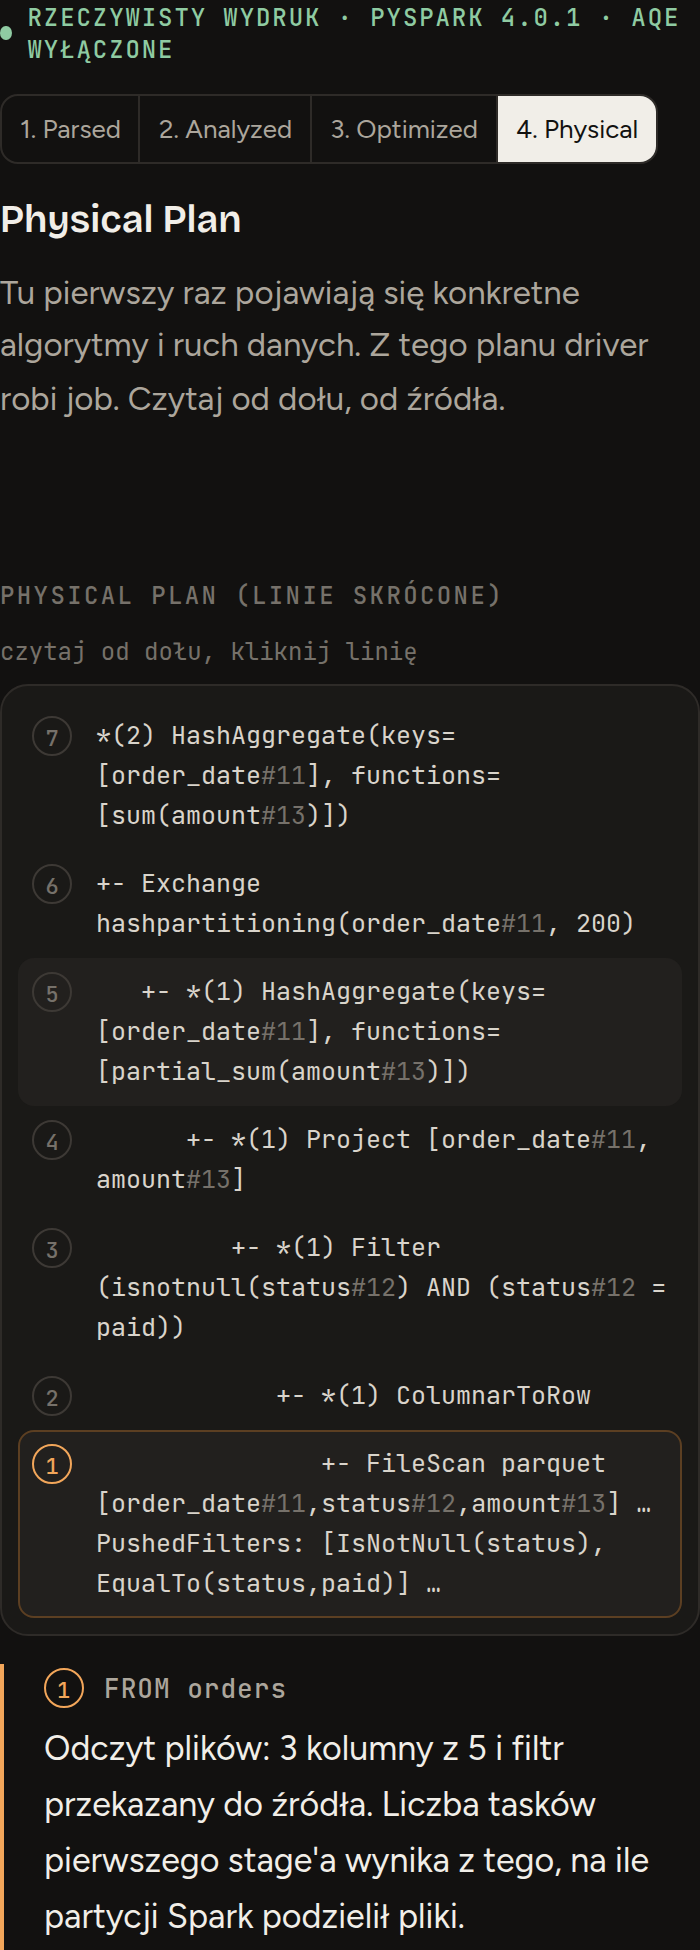 RZECZYWISTY WYDRUK · PYSPARK 4.0.1 · AQE
WYŁĄCZONE
1. Parsed
2. Analyzed
3. Optimized
4. Physical
Physical Plan
Tu pierwszy raz pojawiają się konkretne
algorytmy i ruch danych. Z tego planu driver
robi job. Czytaj od dołu, od źródła.
PHYSICAL PLAN (LINIE SKRÓCONE)
czytaj od dołu, kliknij linię
7 *(2) HashAggregate(keys=
[order_date#11], functions=
[sum(amount#13)])
6 +- Exchange
hashpartitioning(order_date#11, 200)
5 +- *(1) HashAggregate(keys=
[order_date#11], functions=
[partial_sum(amount#13)])
4 +- *(1) Project [order_date#11,
amount#13]
3 +- *(1) Filter
(isnotnull(status#12) AND (status#12 =
paid))
2 +- *(1) ColumnarToRow
1 +- FileScan parquet
[order_date#11,status#12,amount#13] …
PushedFilters: [IsNotNull(status),
EqualTo(status,paid)] …
1 FROM orders
Odczyt plików: 3 kolumny z 5 i filtr
przekazany do źródła. Liczba tasków
pierwszego stage'a wynika z tego, na ile
partycji Spark podzielił pliki.